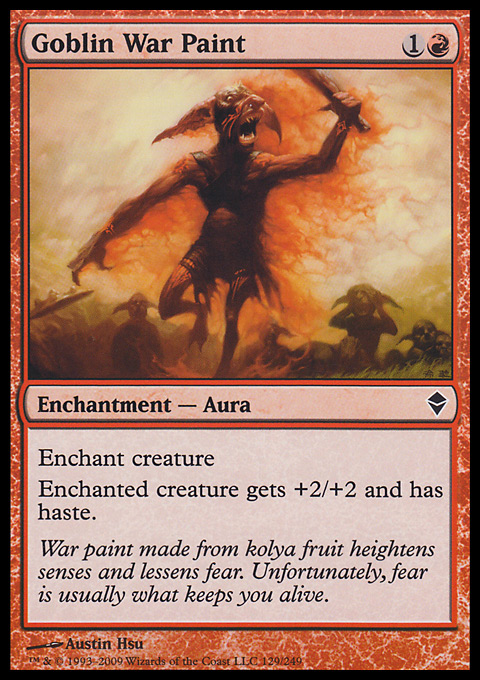 Goblin War Paint 1
Enchantment — Aura
Enchant creature
Enchanted creature gets +2/+2 and has
haste.
War paint made from kolya fruit heightens
senses and lessens fear. Unfortunately, fear
is usually what keeps you alive.
Austin Hsu
™ & © 1993–2009 Wizards of the Coast LLC 129/249